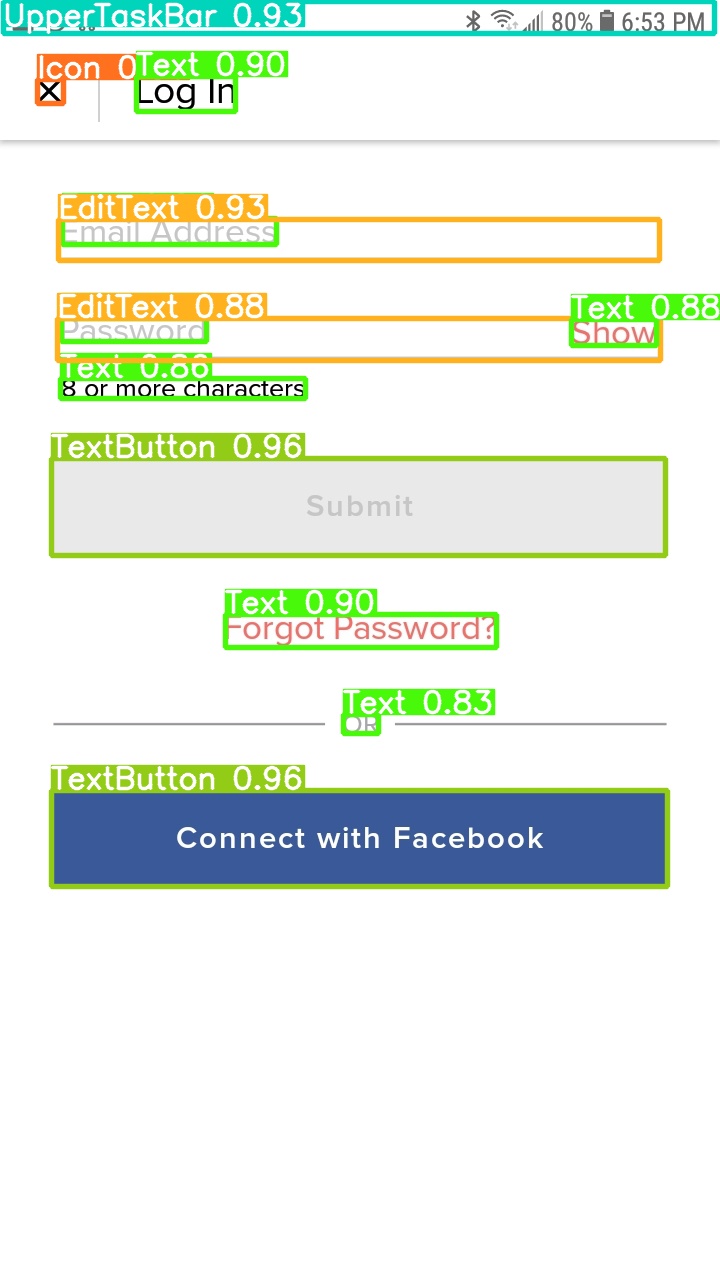 UpperTaskBar 0.93
80% 6:53 PM
Icon 0
Text 0.90
× Log In
EditText 0.93
Email Address
EditText 0.88
Text 0.88
Password
Show
Text 0.86
8 or more characters
TextButton 0.96
Submit
Text 0.90
Forgot Password?
Text 0.83
OR
TextButton 0.96
Connect with Facebook